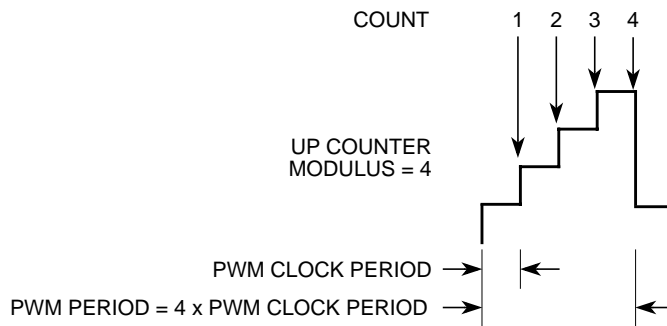 COUNT 1 2 3 4
UP COUNTER
MODULUS = 4
PWM CLOCK PERIOD
PWM PERIOD = 4 x PWM CLOCK PERIOD